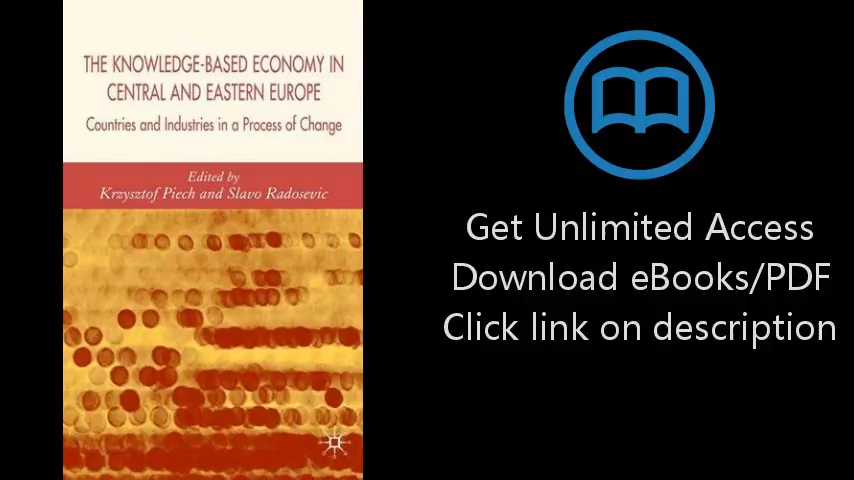 THE KNOWLEDGE-BASED ECONOMY IN
CENTRAL AND EASTERN EUROPE
Countries and Industries in a Process of Change
Edited by
Krzysztof Piech and Slavo Radosevic
Get Unlimited Access
Download eBooks/PDF
Click link on description